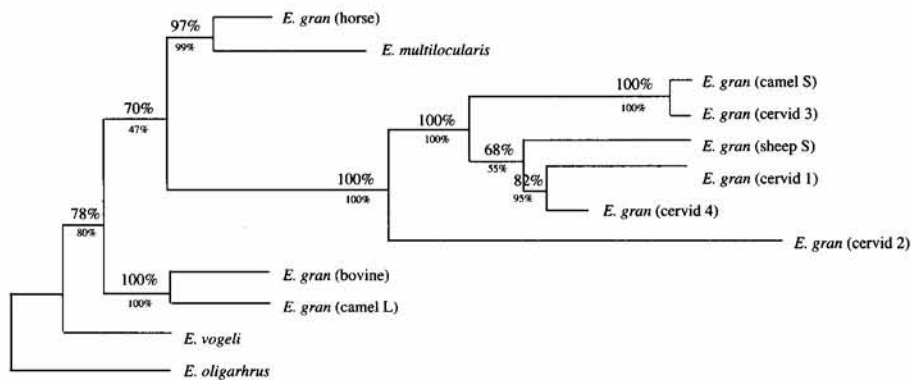 E. gran (horse)
97%
99%
E. multilocularis
E. gran (camel S)
100%
100%
70%
47%
E. gran (cervid 3)
100%
100%
E. gran (sheep S)
68%
55%
E. gran (cervid 1)
82%
95%
100%
100%
E. gran (cervid 4)
78%
80%
E. gran (cervid 2)
E. gran (bovine)
100%
100%
E. gran (camel L)
E. vogeli
E. oligarhrus